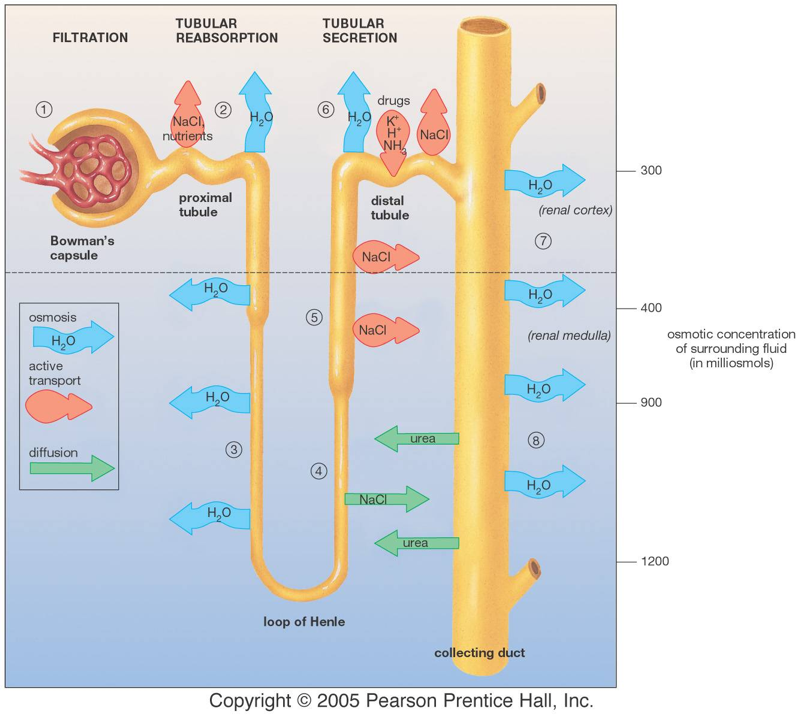 FILTRATION
TUBULAR
REABSORPTION
TUBULAR
SECRETION
1
NaCl,
nutrients
2
H₂O
6
H₂O
drugs
K⁺
H⁺
NH₄
NaCl
proximal
tubule
distal
tubule
Bowman's
capsule
H₂O
(renal cortex)
7
300
NaCl
H₂O
H₂O
(renal medulla)
400
osmotic concentration
of surrounding fluid
(in milliosmols)
osmosis
H₂O
active
transport
diffusion
5
NaCl
H₂O
H₂O
900
3
4
urea
8
NaCl
H₂O
H₂O
urea
1200
loop of Henle
collecting duct
Copyright © 2005 Pearson Prentice Hall, Inc.